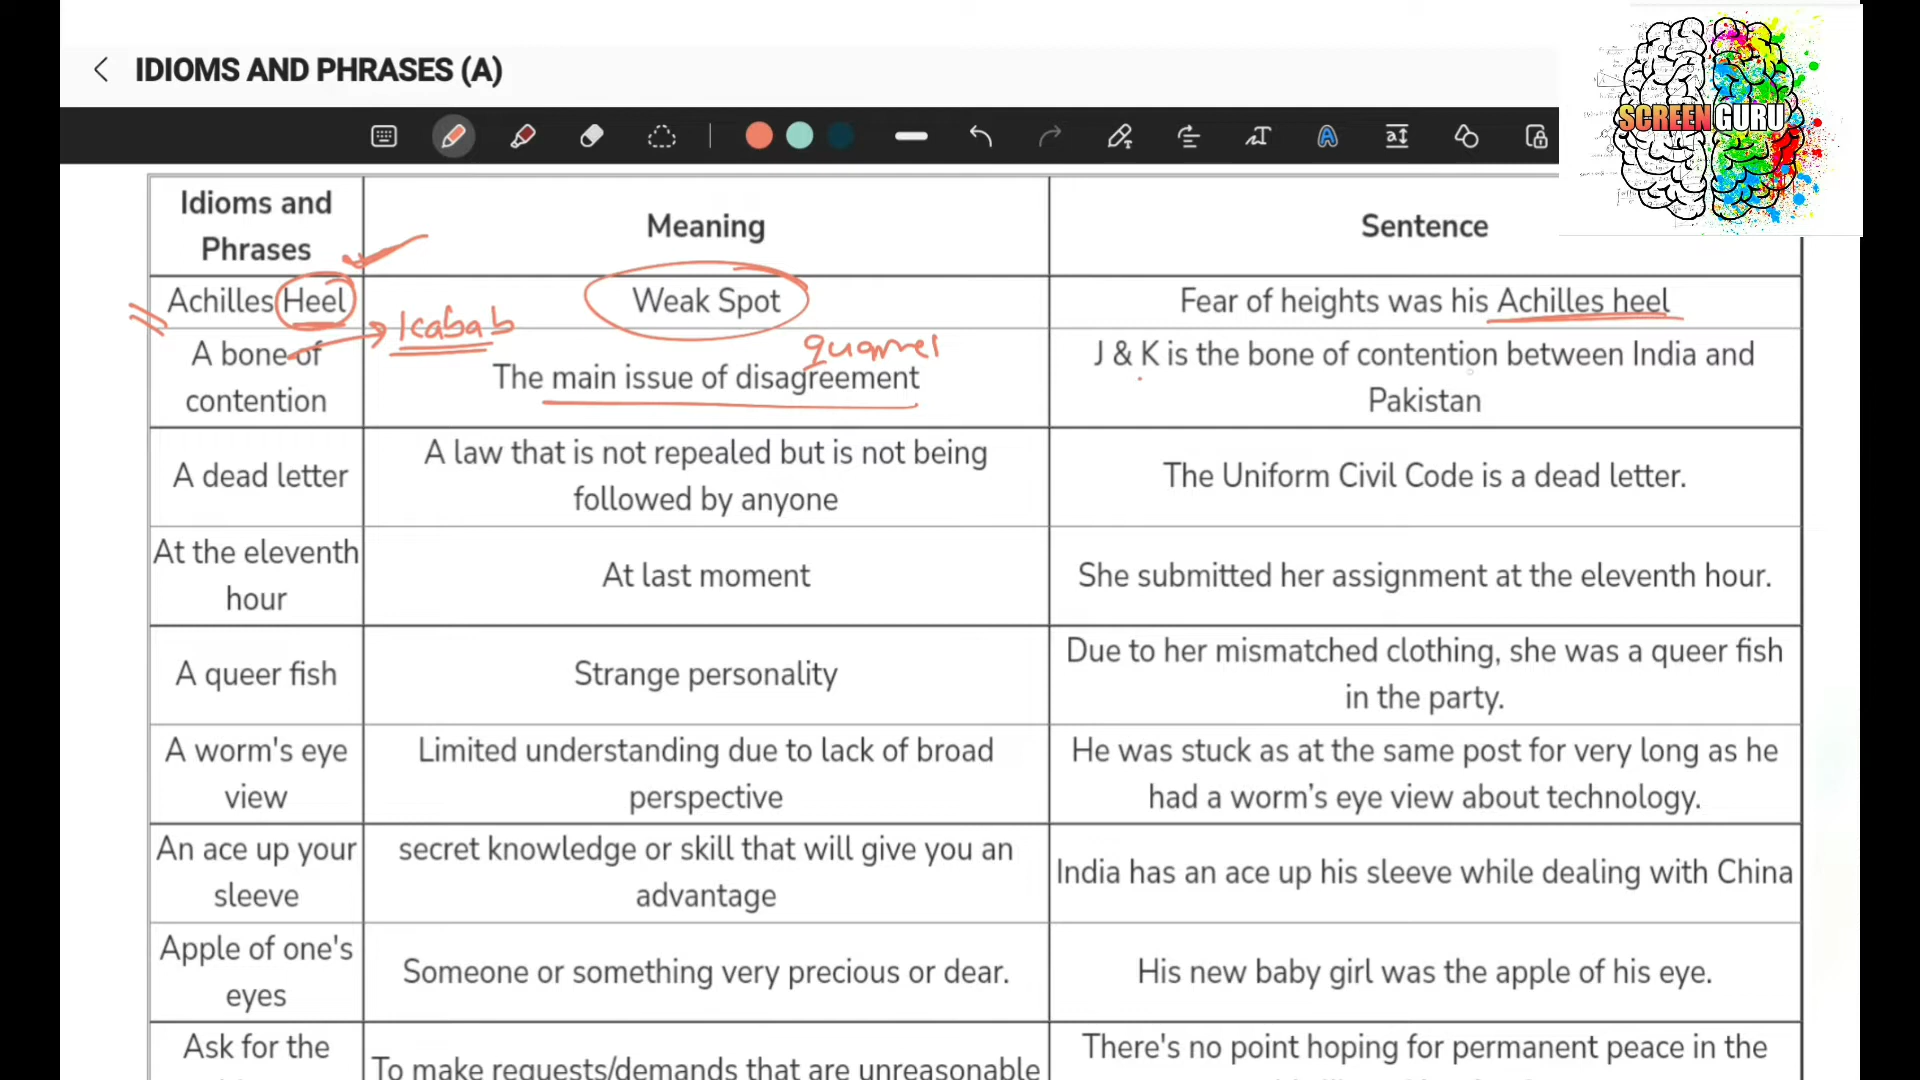 IDIOMS AND PHRASES (A)
SCREEN GURU
Idioms and
Phrases
Meaning
Sentence
Achilles Heel
Weak Spot
Fear of heights was his Achilles heel
kabab
A bone of
contention
quarrel
The main issue of disagreement
J & K is the bone of contention between India and
Pakistan
A dead letter
A law that is not repealed but is not being
followed by anyone
The Uniform Civil Code is a dead letter.
At the eleventh
hour
At last moment
She submitted her assignment at the eleventh hour.
A queer fish
Strange personality
Due to her mismatched clothing, she was a queer fish
in the party.
A worm's eye
view
Limited understanding due to lack of broad
perspective
He was stuck as at the same post for very long as he
had a worm’s eye view about technology.
An ace up your
sleeve
secret knowledge or skill that will give you an
advantage
India has an ace up his sleeve while dealing with China
Apple of one's
eyes
Someone or something very precious or dear.
His new baby girl was the apple of his eye.
Ask for the
To make requests/demands that are unreasonable
There's no point hoping for permanent peace in the